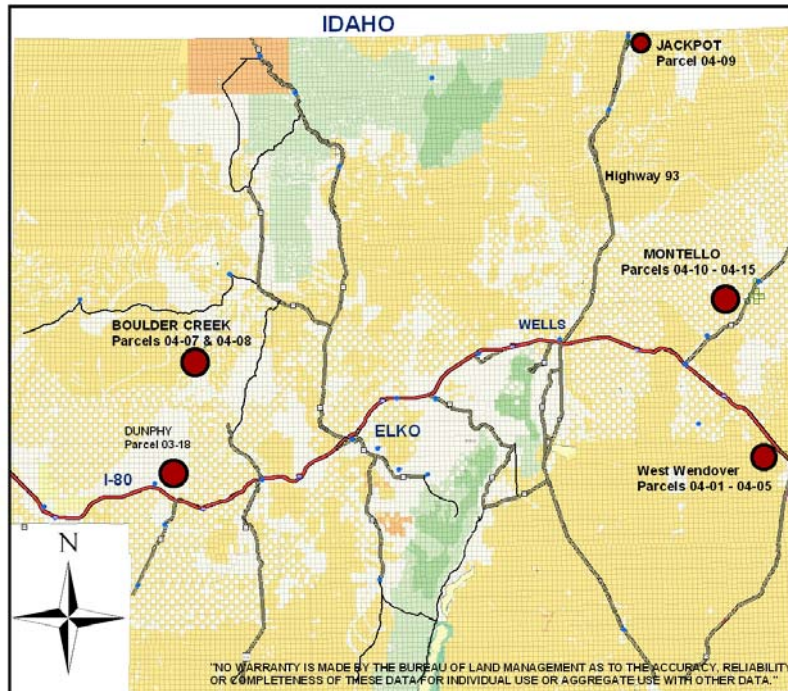 IDAHO
JACKPOT
Parcel 04-09
Highway 93
MONTELLO
Parcels 04-10 - 04-15
BOULDER CREEK
Parcels 04-07 & 04-08
WELLS
DUNPHY
Parcel 03-18
ELKO
I-80
West Wendover
Parcels 04-01 - 04-05
N
"NO WARRANTY IS MADE BY THE BUREAU OF LAND MANAGEMENT AS TO THE ACCURACY, RELIABILITY
OR COMPLETENESS OF THESE DATA FOR INDIVIDUAL USE OR AGGREGATE USE WITH OTHER DATA."